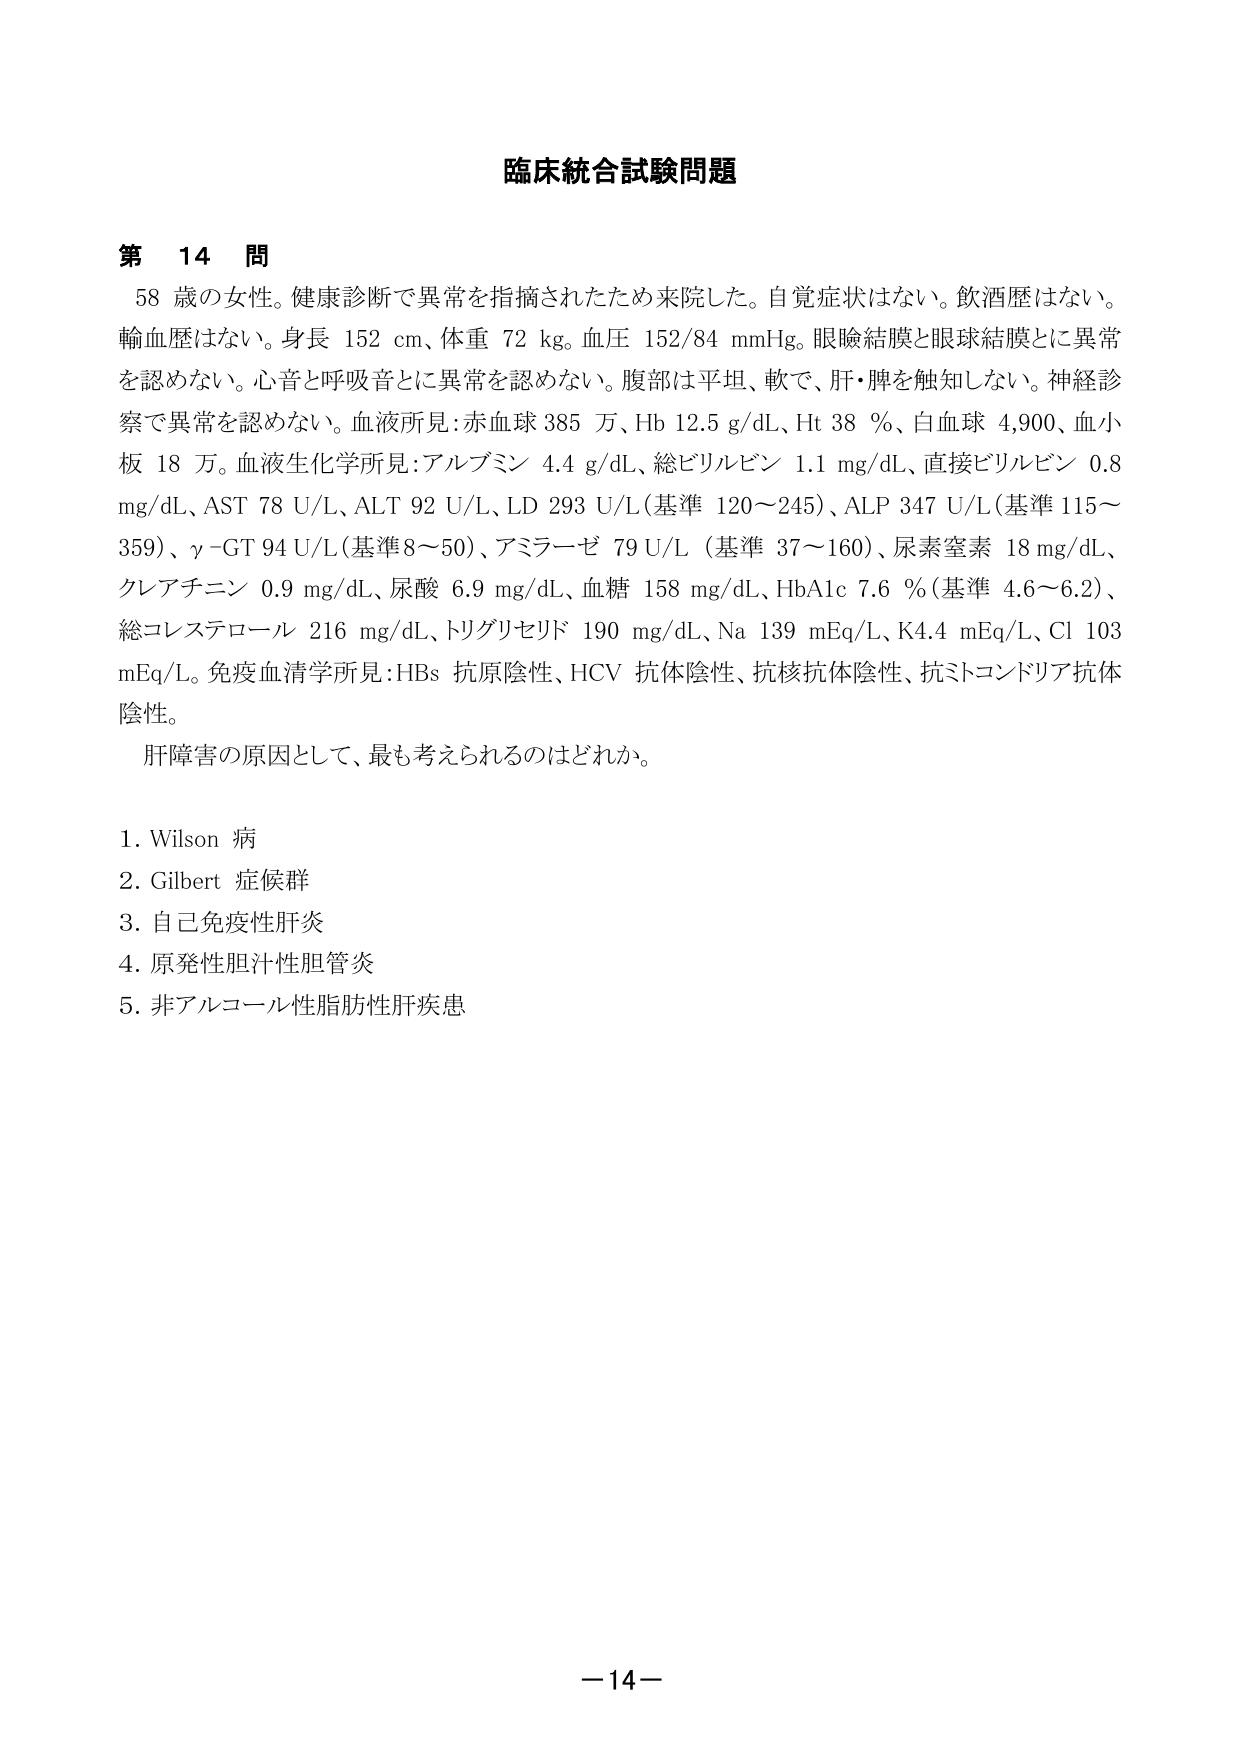 臨床統合試験問題
第 14 問
58 歳の女性。健康診断で異常を指摘されたため来院した。自覚症状はない。飲酒歴はない。
輸血歴はない。身長 152 cm、体重 72 kg。血圧 152/84 mmHg。眼瞼結膜と眼球結膜とに異常
を認めない。心音と呼吸音とに異常を認めない。腹部は平坦、軟で、肝・脾を触知しない。神経診
察で異常を認めない。血液所見：赤血球 385 万、Hb 12.5 g/dL、Ht 38 %、白血球 4,900、血小
板 18 万。血液生化学所見：アルブミン 4.4 g/dL、総ビリルビン 1.1 mg/dL、直接ビリルビン 0.8
mg/dL、AST 78 U/L、ALT 92 U/L、LD 293 U/L（基準 120～245）、ALP 347 U/L（基準 115～
359）、γ-GT 94 U/L（基準8～50）、アミラーゼ 79 U/L （基準 37～160）、尿素窒素 18 mg/dL、
クレアチニン 0.9 mg/dL、尿酸 6.9 mg/dL、血糖 158 mg/dL、HbA1c 7.6 %（基準 4.6～6.2）、
総コレステロール 216 mg/dL、トリグリセリド 190 mg/dL、Na 139 mEq/L、K4.4 mEq/L、Cl 103
mEq/L。免疫血清学所見：HBs 抗原陰性、HCV 抗体陰性、抗核抗体陰性、抗ミトコンドリア抗体
陰性。
肝障害の原因として、最も考えられるのはどれか。
1. Wilson 病
2. Gilbert 症候群
3. 自己免疫性肝炎
4. 原発性胆汁性胆管炎
5. 非アルコール性脂肪性肝疾患
―14―